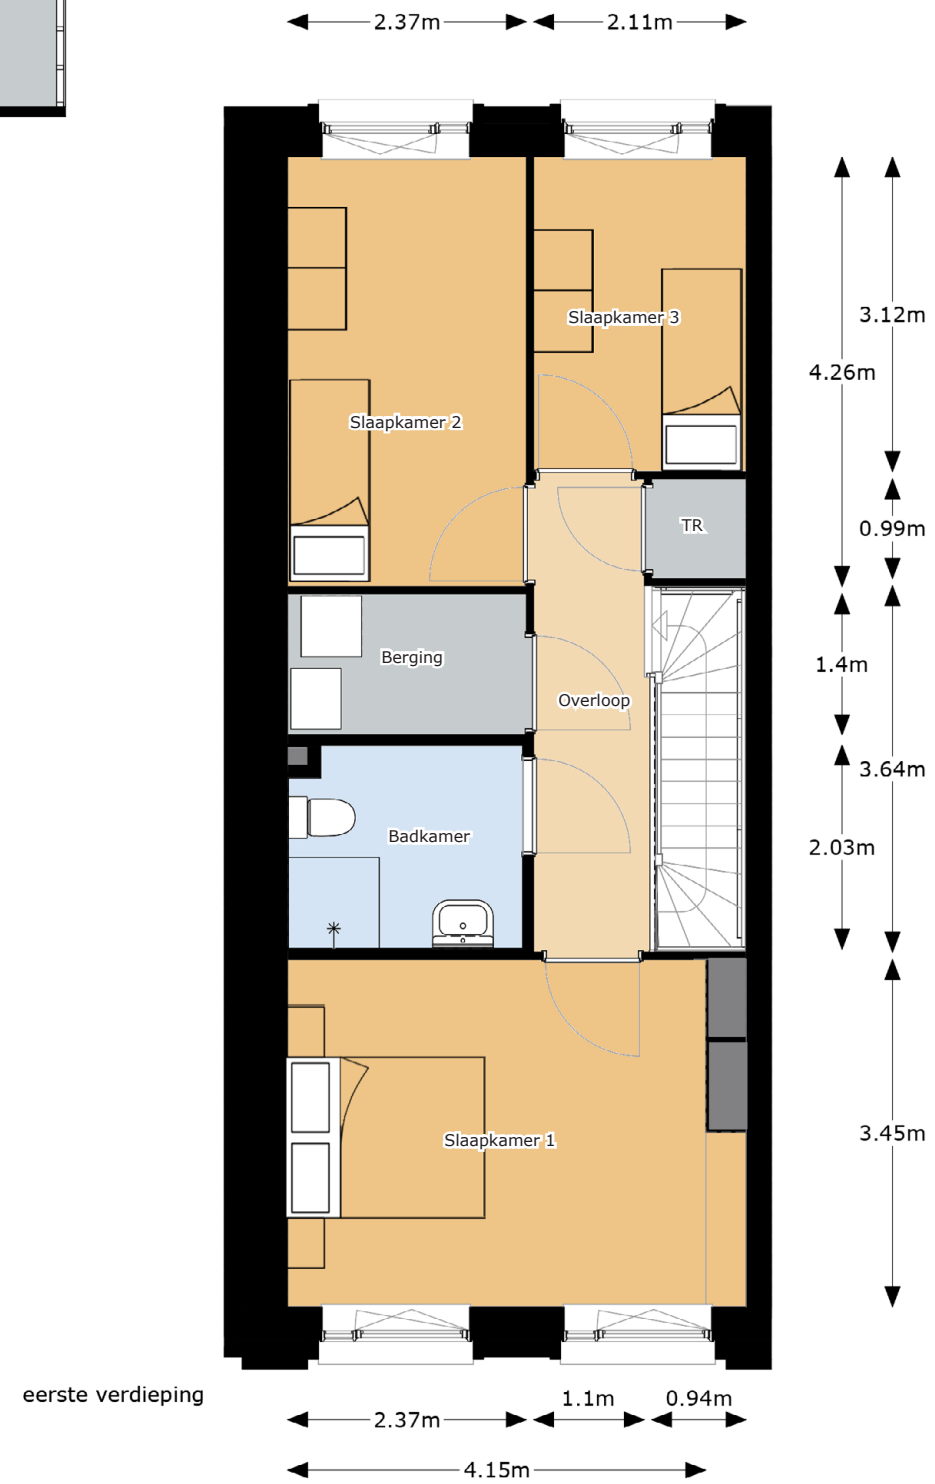 2.37m
2.11m
3.12m
Slaapkamer 3
4.26m
Slaapkamer 2
TR
0.99m
Berging
1.4m
Overloop
3.64m
Badkamer
2.03m
3.45m
Slaapkamer 1
eerste verdieping
1.1m
0.94m
2.37m
4.15m